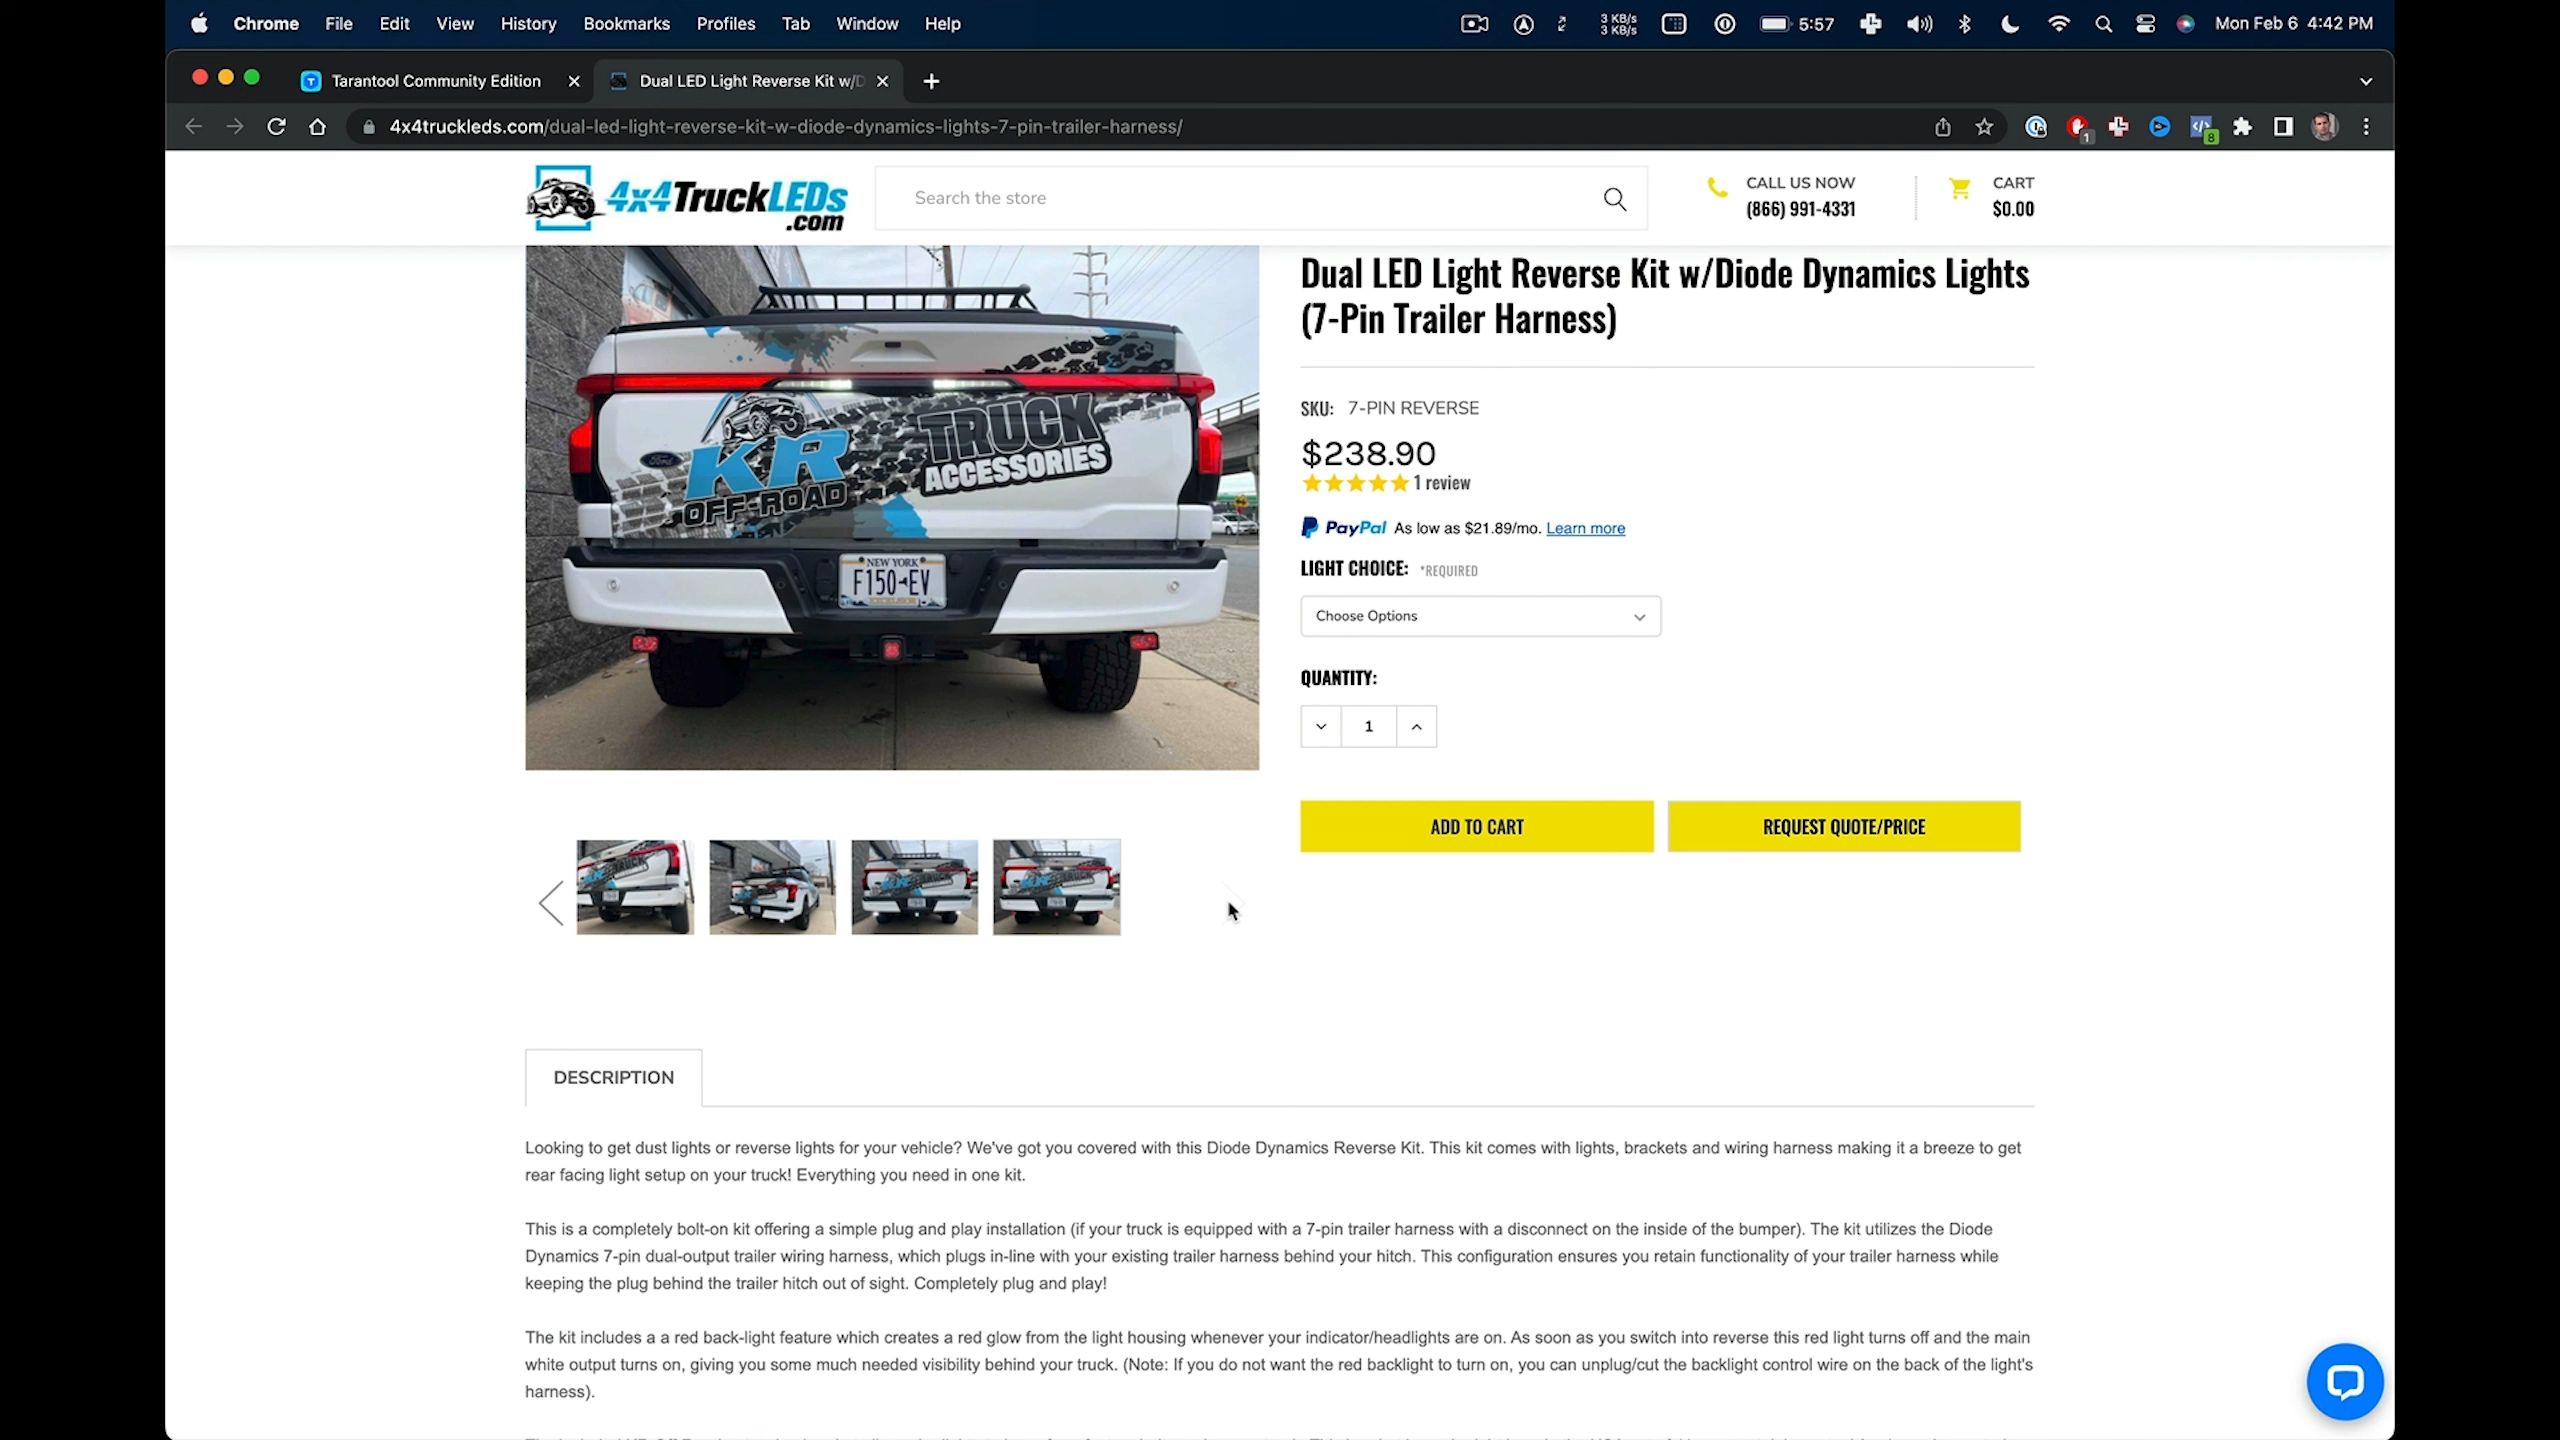 Chrome File Edit View History Bookmarks Profiles Tab Window Help
3 KB/s
3 KB/s
5:57
Mon Feb 6 4:42 PM
Tarantool Community Edition
Dual LED Light Reverse Kit w/D
4x4truckleds.com/dual-led-light-reverse-kit-w-diode-dynamics-lights-7-pin-trailer-harness/
1
8
4x4TruckLEDs
.com
Search the store
CALL US NOW
(866) 991-4331
CART
$0.00
KR
OFF-ROAD
TRUCK
ACCESSORIES
Ford
NEW YORK
F150 EV
Dual LED Light Reverse Kit w/Diode Dynamics Lights
(7-Pin Trailer Harness)
SKU: 7-PIN REVERSE
$238.90
1 review
PayPal As low as $21.89/mo. Learn more
LIGHT CHOICE: *REQUIRED
Choose Options
QUANTITY:
1
ADD TO CART
REQUEST QUOTE/PRICE
DESCRIPTION
Looking to get dust lights or reverse lights for your vehicle? We've got you covered with this Diode Dynamics Reverse Kit. This kit comes with lights, brackets and wiring harness making it a breeze to get
rear facing light setup on your truck! Everything you need in one kit.
This is a completely bolt-on kit offering a simple plug and play installation (if your truck is equipped with a 7-pin trailer harness with a disconnect on the inside of the bumper). The kit utilizes the Diode
Dynamics 7-pin dual-output trailer wiring harness, which plugs in-line with your existing trailer harness behind your hitch. This configuration ensures you retain functionality of your trailer harness while
keeping the plug behind the trailer hitch out of sight. Completely plug and play!
The kit includes a a red back-light feature which creates a red glow from the light housing whenever your indicator/headlights are on. As soon as you switch into reverse this red light turns off and the main
white output turns on, giving you some much needed visibility behind your truck. (Note: If you do not want the red backlight to turn on, you can unplug/cut the backlight control wire on the back of the light's
harness).